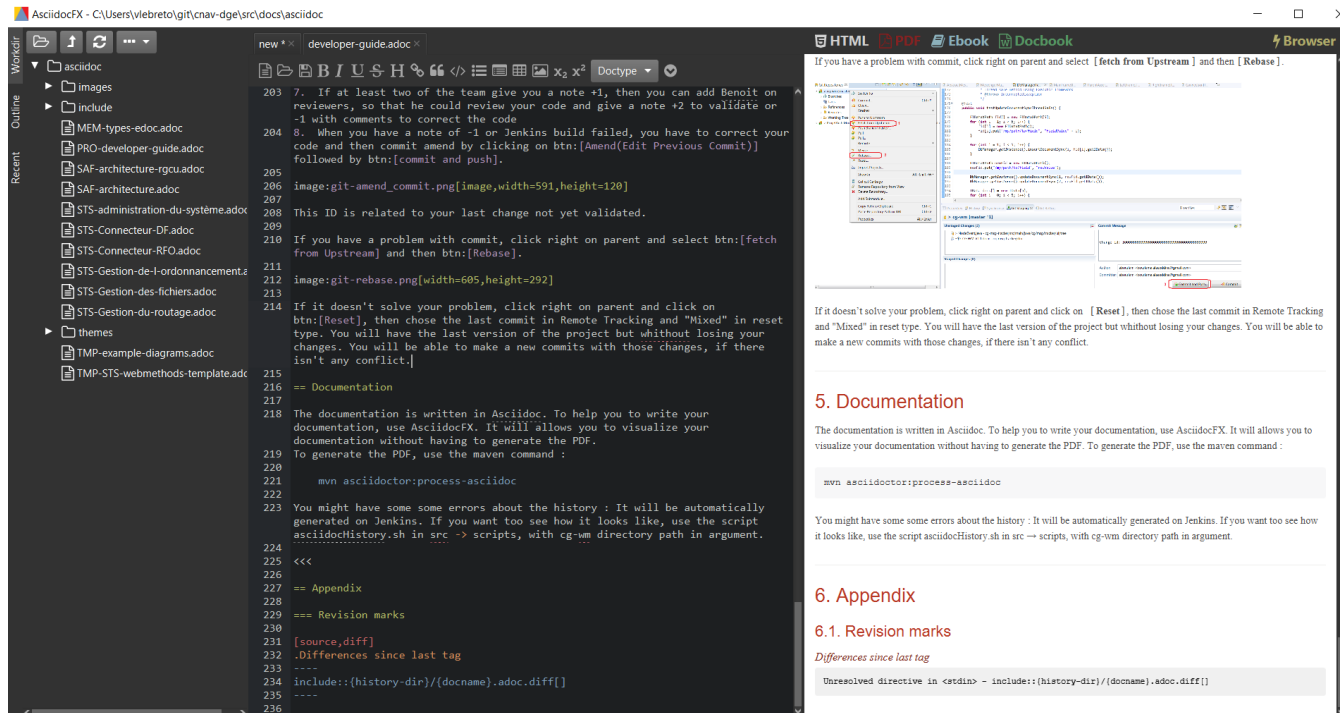 AsciidocFX - C:\Users\vlebreto\git\cnav-dge\src\docs\asciidoc
Workdir
Outline
Recent
asciidoc
images
include
MEM-types-edoc.adoc
PRO-developer-guide.adoc
SAF-architecture-rgcu.adoc
SAF-architecture.adoc
STS-administration-du-système.adoc
STS-Connecteur-DF.adoc
STS-Connecteur-RFO.adoc
STS-Gestion-de-l-ordonnancement.a
STS-Gestion-des-fichiers.adoc
STS-Gestion-du-routage.adoc
themes
TMP-example-diagrams.adoc
TMP-STS-webmethods-template.adc
new * ×
developer-guide.adoc ×
B I U S H x₂ x² Doctype
203 7. If at least two of the team give you a note +1, then you can add Benoit on
reviewers, so that he could review your code and give a note +2 to validate or
-1 with comments to correct the code
204 8. When you have a note of -1 or Jenkins build failed, you have to correct your
code and then commit amend by clicking on btn:[Amend(Edit Previous Commit)]
followed by btn:[commit and push].
205
206 image:git-amend_commit.png[image,width=591,height=120]
207
208 This ID is related to your last change not yet validated.
209
210 If you have a problem with commit, click right on parent and select btn:[fetch
from Upstream] and then btn:[Rebase].
211
212 image:git-rebase.png[width=605,height=292]
213
214 If it doesn't solve your problem, click right on parent and click on
btn:[Reset], then chose the last commit in Remote Tracking and "Mixed" in reset
type. You will have the last version of the project but whithout losing your
changes. You will be able to make a new commits with those changes, if there
isn't any conflict.
215
216 == Documentation
217
218 The documentation is written in Asciidoc. To help you to write your
documentation, use AsciidocFX. It will allows you to visualize your
documentation without having to generate the PDF.
219 To generate the PDF, use the maven command :
220
221 mvn asciidoctor:process-asciidoc
222
223 You might have some some errors about the history : It will be automatically
generated on Jenkins. If you want too see how it looks like, use the script
asciidocHistory.sh in src -> scripts, with cg-wm directory path in argument.
224
225 <<<
226
227 == Appendix
228
229 === Revision marks
230
231 [source,diff]
232 .Differences since last tag
233 ----
234 include::{history-dir}/{docname}.adoc.diff[]
235 ----
236
HTML PDF Ebook Docbook Browser
If you have a problem with commit, click right on parent and select [ fetch from Upstream ] and then [ Rebase ] .
If it doesn't solve your problem, click right on parent and click on [ Reset ] , then chose the last commit in Remote Tracking
and "Mixed" in reset type. You will have the last version of the project but whithout losing your changes. You will be able to
make a new commits with those changes, if there isn't any conflict.
5. Documentation
The documentation is written in Asciidoc. To help you to write your documentation, use AsciidocFX. It will allows you to
visualize your documentation without having to generate the PDF. To generate the PDF, use the maven command :
mvn asciidoctor:process-asciidoc
You might have some some errors about the history : It will be automatically generated on Jenkins. If you want too see how
it looks like, use the script asciidocHistory.sh in src → scripts, with cg-wm directory path in argument.
6. Appendix
6.1. Revision marks
Differences since last tag
Unresolved directive in <stdin> - include::{history-dir}/{docname}.adoc.diff[]